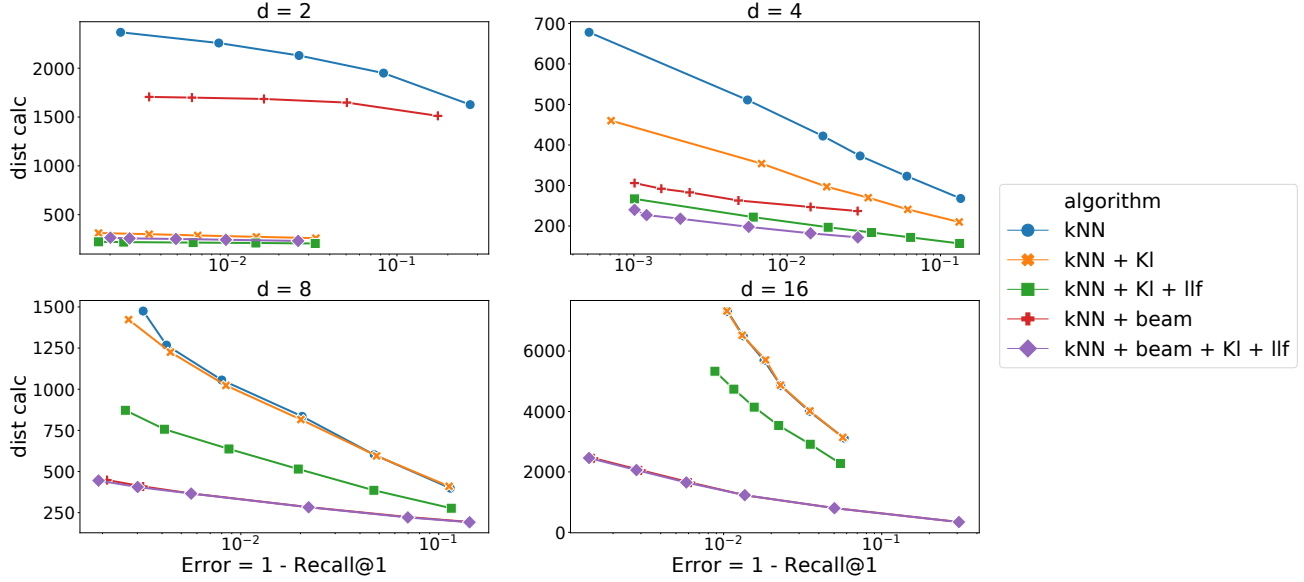 d = 2
d = 4
dist calc
2000
1500
1000
500
10⁻²
10⁻¹
700
600
500
400
300
200
10⁻³
10⁻²
10⁻¹
algorithm
kNN
kNN + Kl
kNN + Kl + llf
kNN + beam
kNN + beam + Kl + llf
d = 8
d = 16
dist calc
1500
1250
1000
750
500
250
10⁻²
10⁻¹
Error = 1 - Recall@1
6000
4000
2000
0
10⁻²
10⁻¹
Error = 1 - Recall@1